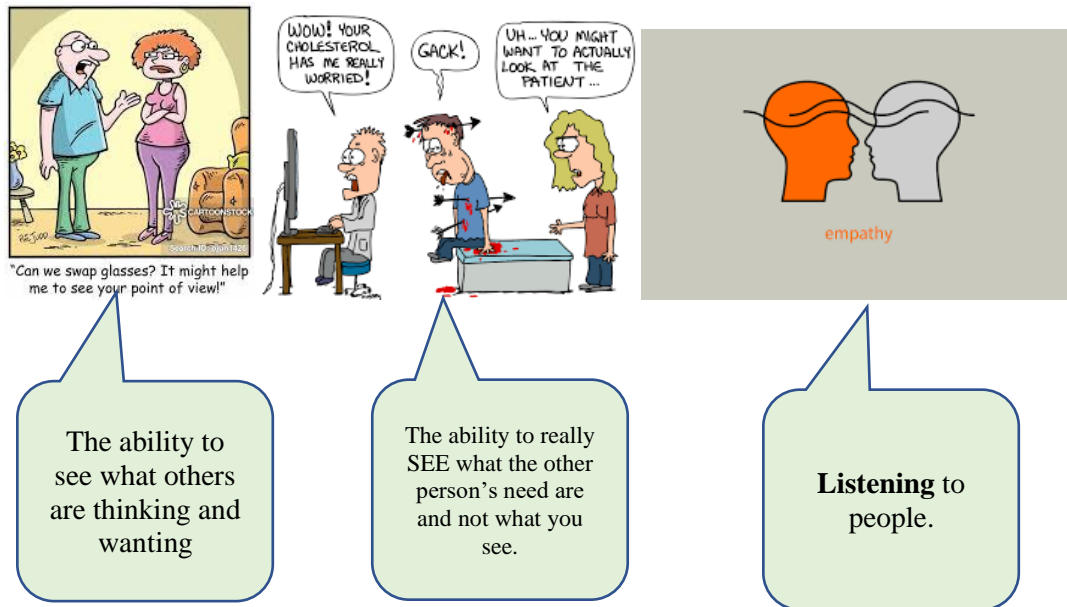 WOW! YOUR
CHOLESTEROL
HAS ME REALLY
WORRIED!
GACK!
UH... YOU MIGHT
WANT TO ACTUALLY
LOOK AT THE
PATIENT...
CARTOONSTOCK
"Can we swap glasses? It might help
me to see your point of view!"
empathy
The ability to
see what others
are thinking and
wanting
The ability to really
SEE what the other
person's need are
and not what you
see.
Listening to
people.